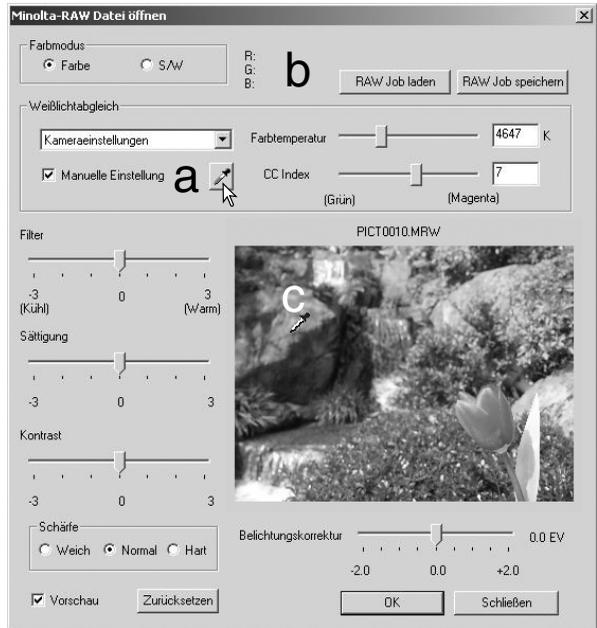 Minolta-RAW Datei öffnen
Farbmodus
Farbe S/W
R:
G:
B:
b
RAW Job laden RAW Job speichern
Weißlichtabgleich
Kameraeinstellungen
Farbtemperatur 4647 K
Manuelle Einstellung
a
CC Index 7
(Grün) (Magenta)
Filter
-3 0 3
(Kühl) (Warm)
Sättigung
-3 0 3
Kontrast
-3 0 3
PICT0010.MRW
c
Schärfe
Weich Normal Hart
Belichtungskorrektur 0.0 EV
-2.0 0.0 +2.0
Vorschau Zurücksetzen
OK Schließen